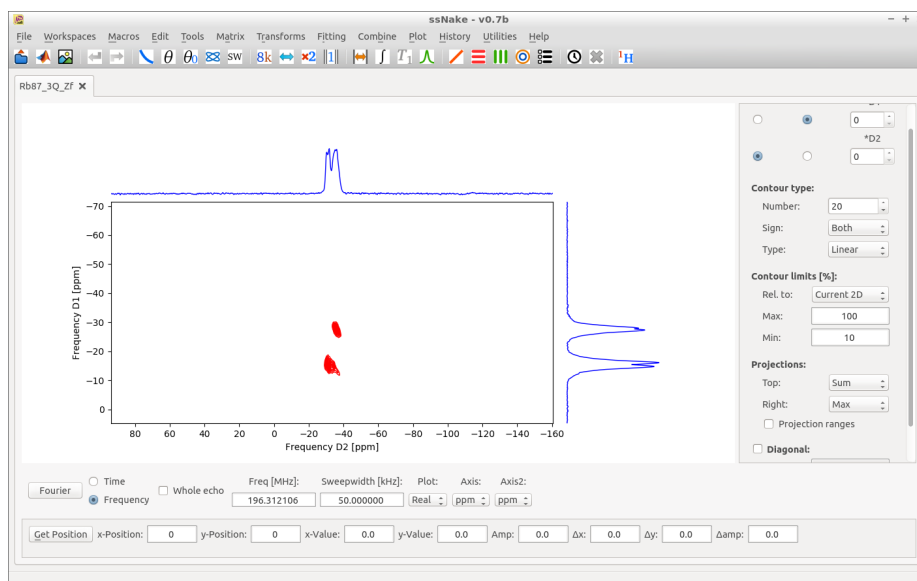 ssNake - v0.7b
File Workspaces Macros Edit Tools Matrix Transforms Fitting Combine Plot History Utilities Help
θ θ₀ SW 8k ×2 ‖1‖ ∫ T₁ ¹H
Rb87_3Q_Zf
0
*D2
0
Contour type:
Number: 20
Sign: Both
Type: Linear
Contour limits [%]:
Rel. to: Current 2D
Max: 100
Min: 10
Projections:
Top: Sum
Right: Max
Projection ranges
Diagonal:
−70
−60
−50
−40
−30
−20
−10
0
Frequency D1 [ppm]
80 60 40 20 0 −20 −40 −60 −80 −100 −120 −140 −160
Frequency D2 [ppm]
Fourier
Time
Frequency
Whole echo
Freq [MHz]: Sweepwidth [kHz]: Plot: Axis: Axis2:
196.312106 50.000000 Real ppm ppm
Get Position x-Position: 0 y-Position: 0 x-Value: 0.0 y-Value: 0.0 Amp: 0.0 Δx: 0.0 Δy: 0.0 Δamp: 0.0